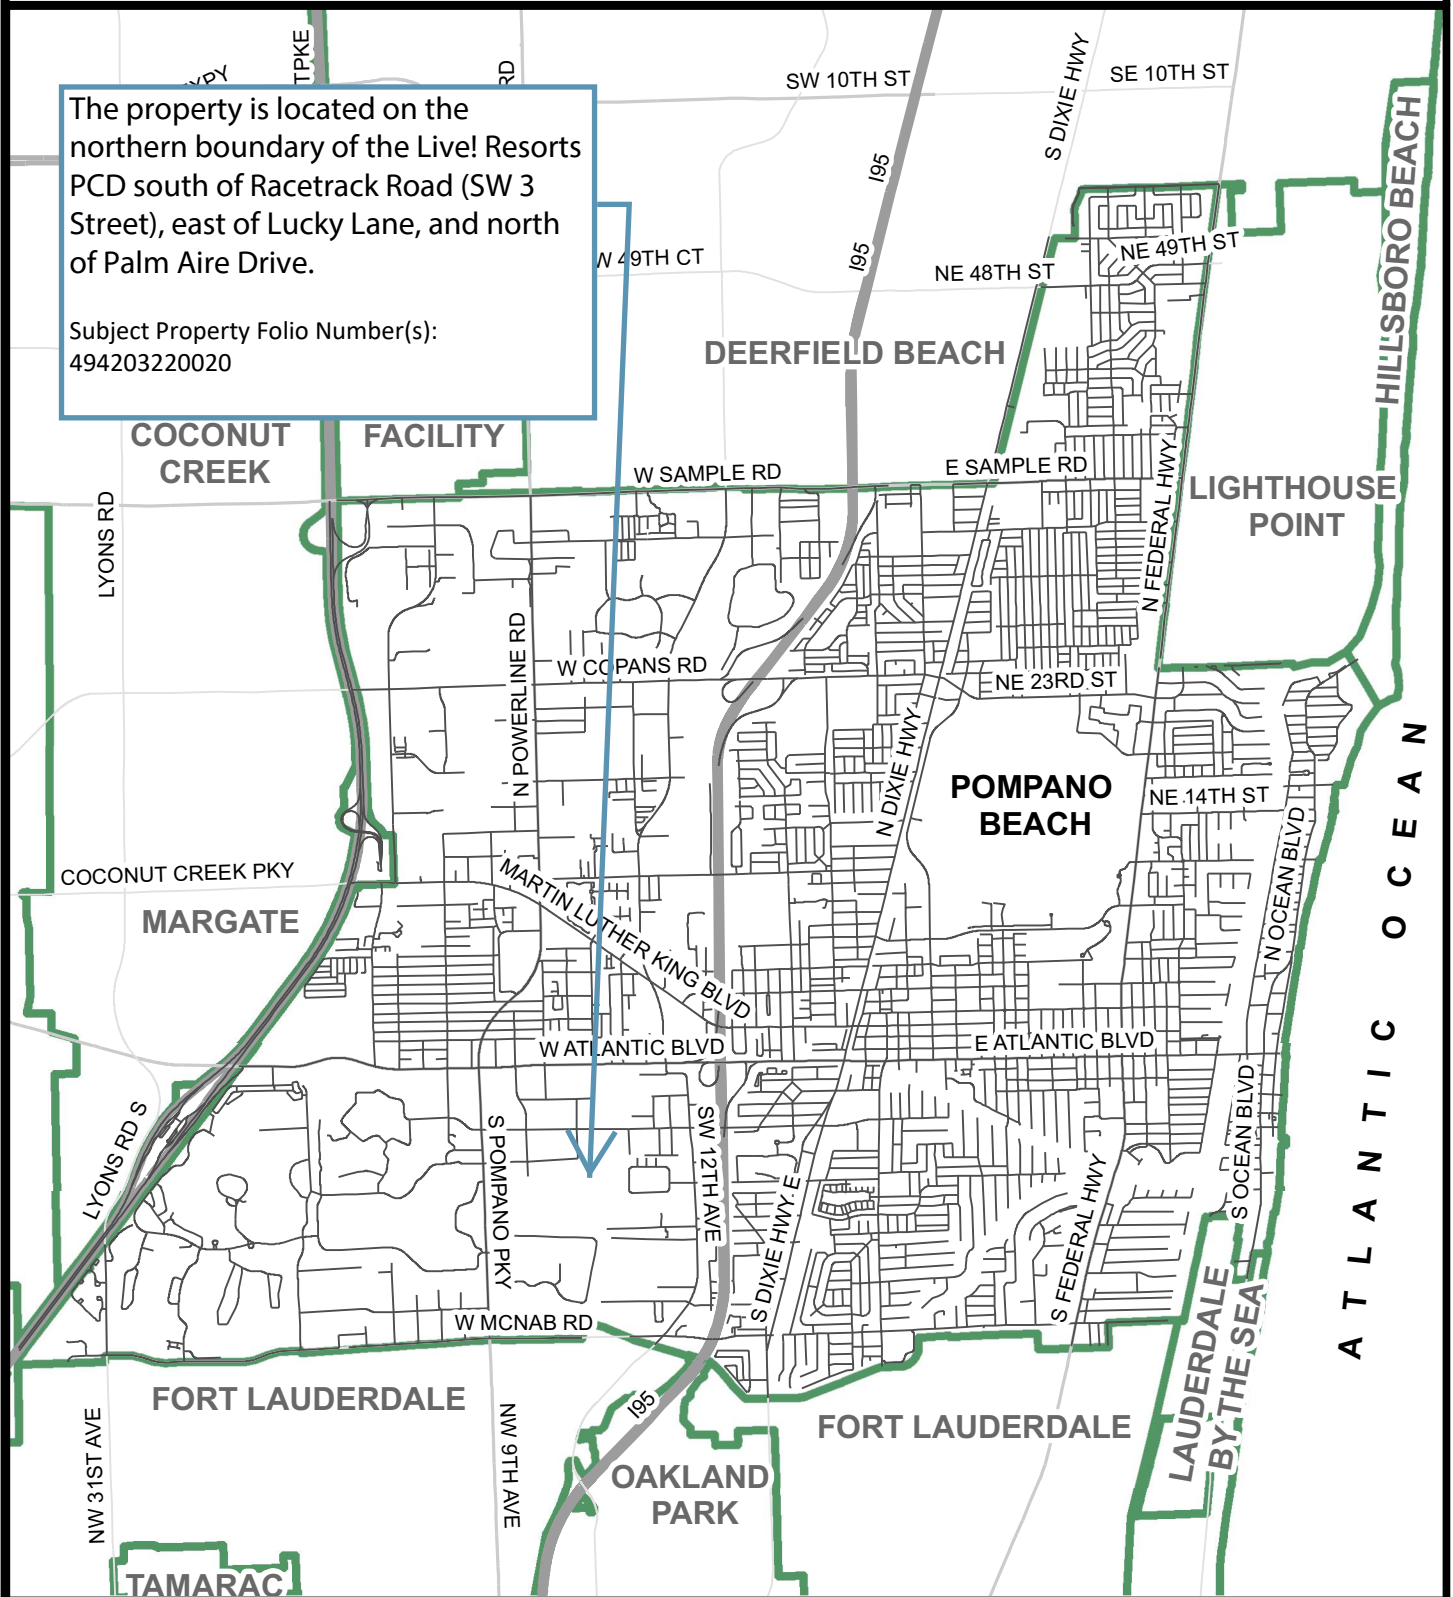 TPKE
XPY
RD
SW 10TH ST
S DIXIE HWY
SE 10TH ST
The property is located on the
northern boundary of the Live! Resorts
PCD south of Racetrack Road (SW 3
Street), east of Lucky Lane, and north
of Palm Aire Drive.
Subject Property Folio Number(s):
494203220020
I95
I95
W 49TH CT
NE 48TH ST
NE 49TH ST
HILLSBORO BEACH
DEERFIELD BEACH
COCONUT
CREEK
FACILITY
W SAMPLE RD
E SAMPLE RD
LIGHTHOUSE
POINT
LYONS RD
N FEDERAL HWY
N POWERLINE RD
W COPANS RD
NE 23RD ST
N DIXIE HWY
POMPANO
BEACH
NE 14TH ST
COCONUT CREEK PKY
MARGATE
MARTIN LUTHER KING BLVD
N OCEAN BLVD
ATLANTIC OCEAN
W ATLANTIC BLVD
E ATLANTIC BLVD
LYONS RD S
S POMPANO PKY
SW 12TH AVE
S DIXIE HWY E
S FEDERAL HWY
S OCEAN BLVD
W MCNAB RD
LAUDERDALE
BY THE SEA
FORT LAUDERDALE
FORT LAUDERDALE
I95
NW 31ST AVE
NW 9TH AVE
OAKLAND
PARK
TAMARAC